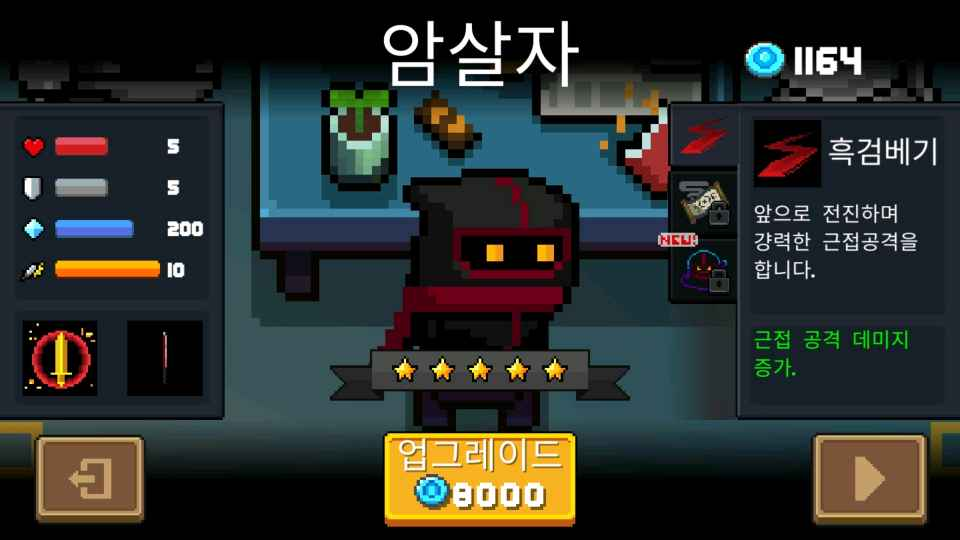 암살자
1164
5
5
200
10
흑검베기
앞으로 전진하며
강력한 근접공격을
합니다.
NEW!
근접 공격 데미지
증가.
업그레이드
8000